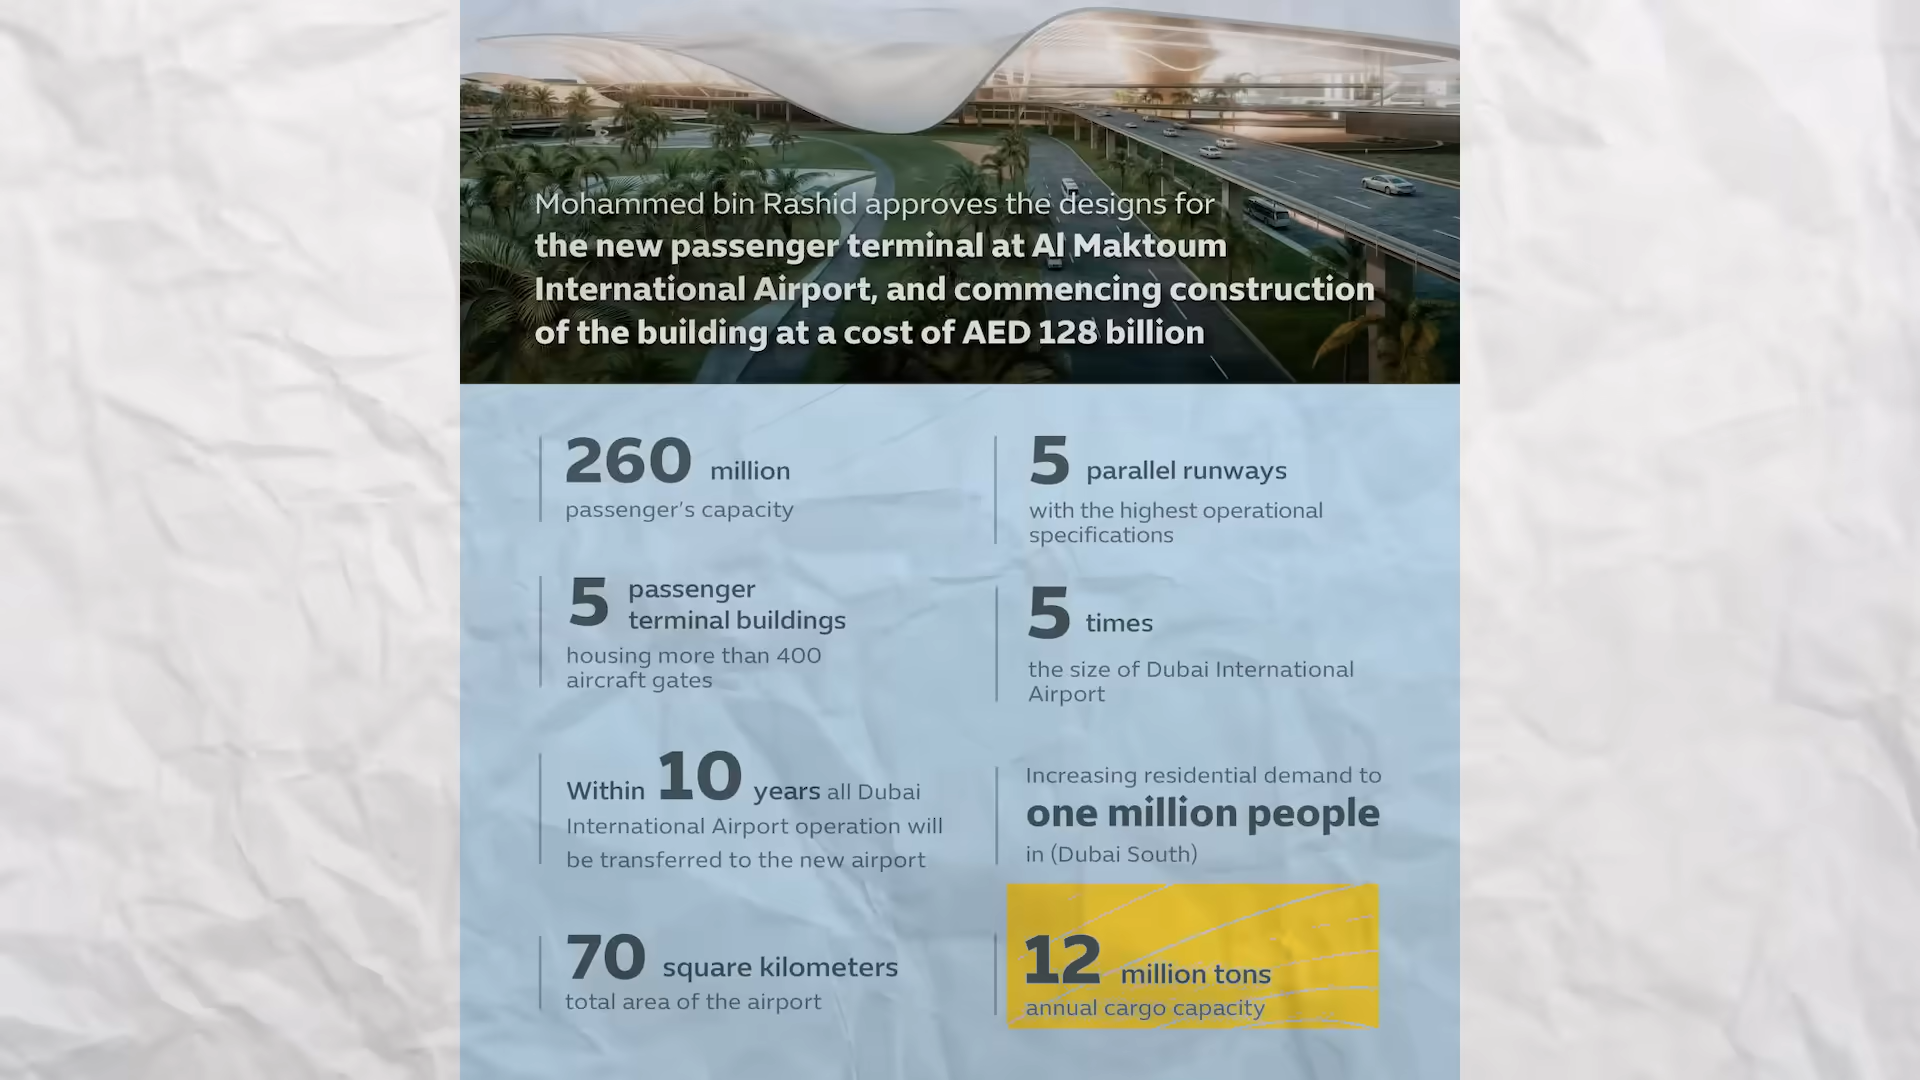 Mohammed bin Rashid approves the designs for
the new passenger terminal at Al Maktoum
International Airport, and commencing construction
of the building at a cost of AED 128 billion
260 million
passenger's capacity
5 parallel runways
with the highest operational
specifications
5 passenger
terminal buildings
housing more than 400
aircraft gates
5 times
the size of Dubai International
Airport
Within 10 years all Dubai
International Airport operation will
be transferred to the new airport
Increasing residential demand to
one million people
in (Dubai South)
70 square kilometers
total area of the airport
12 million tons
annual cargo capacity